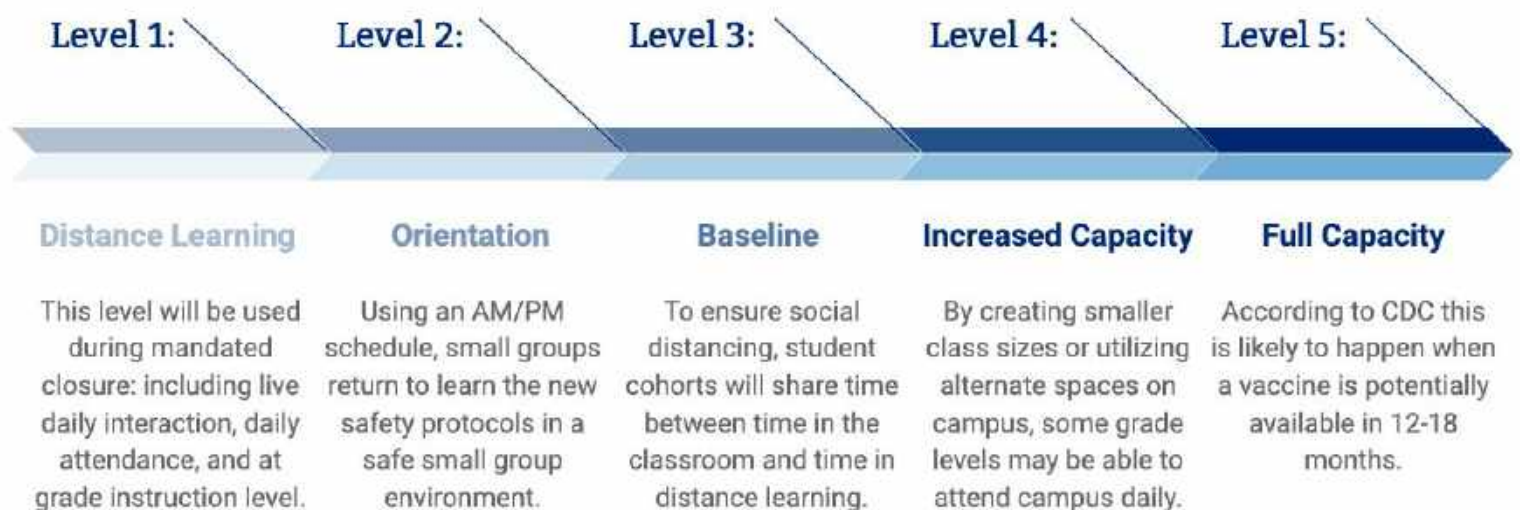 Level 1:
Level 2:
Level 3:
Level 4:
Level 5:
Distance Learning
This level will be used
during mandated
closure: including live
daily interaction, daily
attendance, and at
grade instruction level.
Orientation
Using an AM/PM
schedule, small groups
return to learn the new
safety protocols in a
safe small group
environment.
Baseline
To ensure social
distancing, student
cohorts will share time
between time in the
classroom and time in
distance learning.
Increased Capacity
By creating smaller
class sizes or utilizing
alternate spaces on
campus, some grade
levels may be able to
attend campus daily.
Full Capacity
According to CDC this
is likely to happen when
a vaccine is potentially
available in 12-18
months.